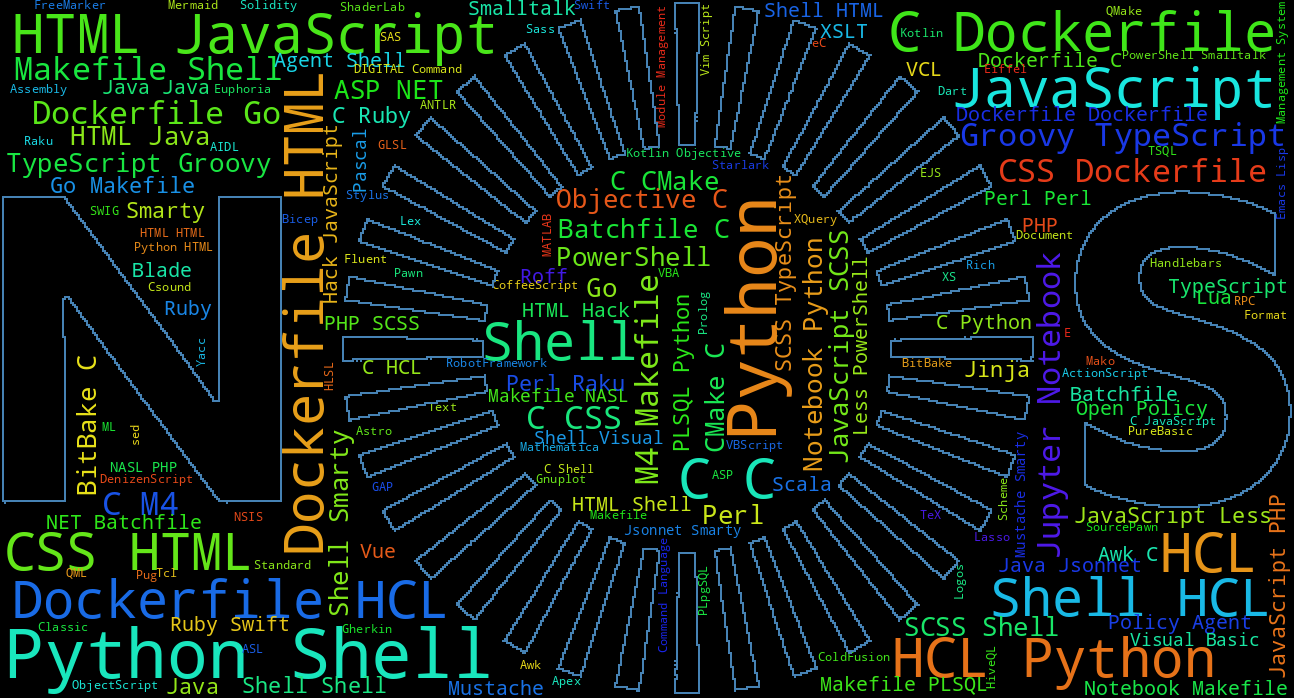 FreeMarker
Mermaid
Solidity
ShaderLab
Smalltalk
Swift
Shell HTML
QMake
HTML JavaScript
SAS
Sass
Module Management
Vim Script
XSLT
eC
Kotlin
C Dockerfile
Management System
Makefile Shell
Agent Shell
DIGITAL Command
VCL
Eiffel
Dockerfile C
PowerShell Smalltalk
Assembly
Java Java
Euphoria
ASP NET
ANTLR
Dart
JavaScript
Dockerfile Go
C Ruby
Dockerfile Dockerfile
Raku
HTML Java
AIDL
GLSL
Pascal
Hack JavaScript
Groovy TypeScript
TSQL
TypeScript Groovy
Kotlin Objective
Starlark
EJS
CSS Dockerfile
Emacs Lisp
Go Makefile
Stylus
C CMake
Perl Perl
SWIG
Smarty
Bicep
Lex
Objective C
XQuery
PHP
Document
HTML HTML
Python HTML
MATLAB
Batchfile C
Blade
Fluent
Pawn
PowerShell
Roff
VBA
Rich
XS
Handlebars
Csound
CoffeeScript
Go
TypeScript
Lua
RPC
Format
Ruby
HTML Hack
Prolog
PHP SCSS
C Python
E
Dockerfile HTML
Shell
M4 Makefile
PLSQL Python
CMake C
Python
SCSS TypeScript
Notebook Python
JavaScript SCSS
Less PowerShell
Jupyter Notebook
Yacc
HLSL
C HCL
RobotFramework
BitBake
Jinja
Mako
ActionScript
BitBake C
Perl Raku
Makefile NASL
Batchfile
Text
C CSS
Open Policy
C JavaScript
PureBasic
ML
sed
Astro
Shell Visual
Mathematica
VBScript
NASL PHP
DenizenScript
GAP
C Shell
Gnuplot
ASP
C C
Scala
Mustache Smarty
Scheme
C M4
NSIS
HTML Shell
Makefile
Perl
TeX
JavaScript Less
SourcePawn
NET Batchfile
Jsonnet Smarty
Lasso
CSS HTML
Shell Smarty
Vue
Awk C
HCL
Standard
Java Jsonnet
QML
Pug
Tcl
Command Language
PLpgSQL
Logos
Dockerfile HCL
Shell HCL
JavaScript PHP
Classic
Ruby Swift
Gherkin
SCSS Shell
Policy Agent
Python Shell
ASL
Awk
ColdFusion
HCL Python
Visual Basic
ObjectScript
Java
Shell Shell
Mustache
Apex
Makefile PLSQL
HiveQL
Notebook Makefile